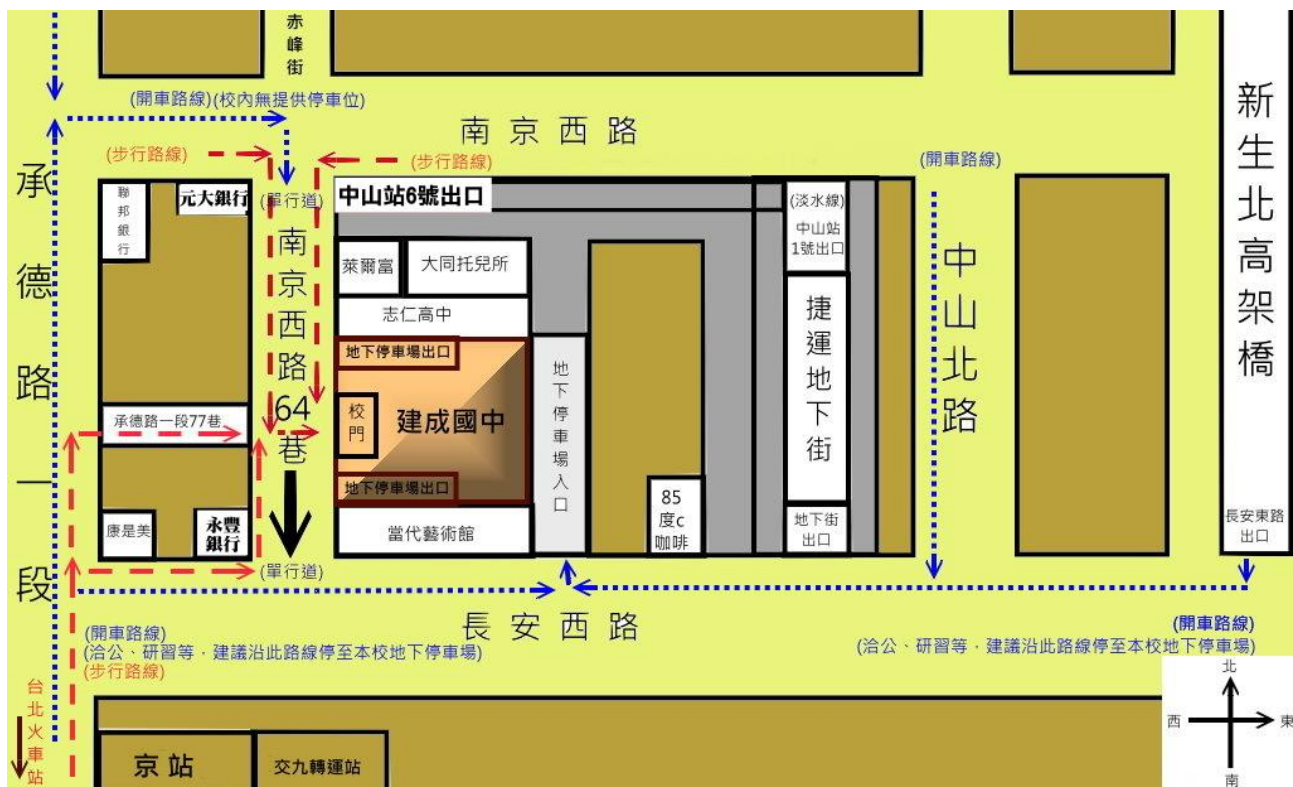 赤峰街
(開車路線)(校內無提供停車位)
南京西路
(步行路線)
(步行路線)
(開車路線)
新生北高架橋
承德路一段
聯邦銀行
元大銀行
(單行道)
中山站6號出口
(淡水線)
中山站
1號出口
南京西路64巷
萊爾富
大同托兒所
志仁高中
地下停車場出口
校門
建成國中
地下停車場出口
當代藝術館
地下停車場入口
捷運地下街
中山北路
承德路一段77巷
康是美
永豐
銀行
85
度c
咖啡
地下街
出口
長安東路
出口
(單行道)
長安西路
(開車路線)
(洽公、研習等，建議沿此路線停至本校地下停車場)
(步行路線)
(開車路線)
(洽公、研習等，建議沿此路線停至本校地下停車場)
台北火車站
京站
交九轉運站
北
西
東
南